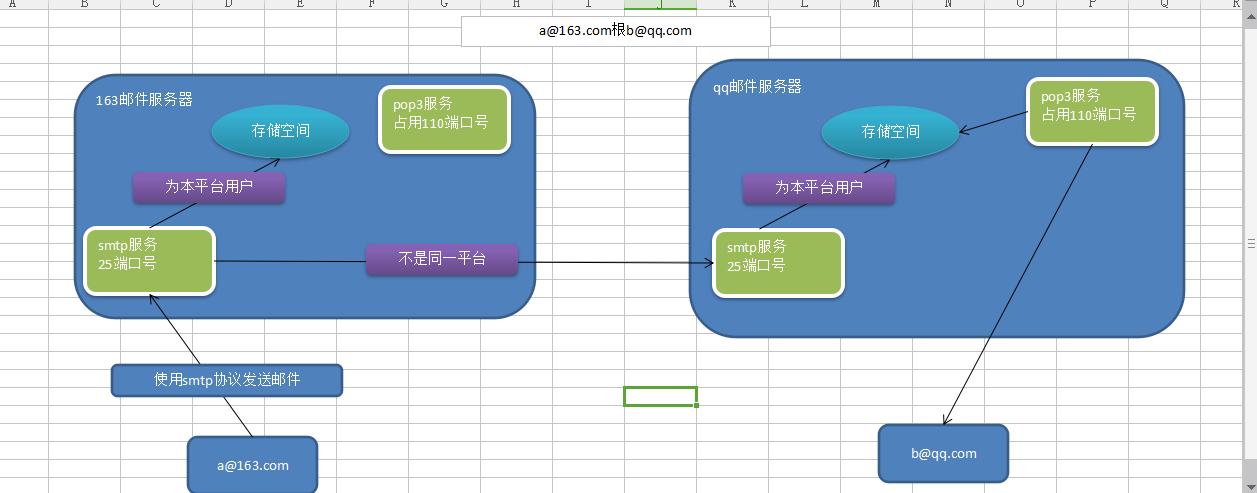 A B C D E F G H I J K L M N O P Q R
a@163.com根b@qq.com
163邮件服务器
存储空间
pop3服务
占用110端口号
为本平台用户
smtp服务
25端口号
不是同一平台
使用smtp协议发送邮件
a@163.com
qq邮件服务器
存储空间
pop3服务
占用110端口号
为本平台用户
smtp服务
25端口号
b@qq.com